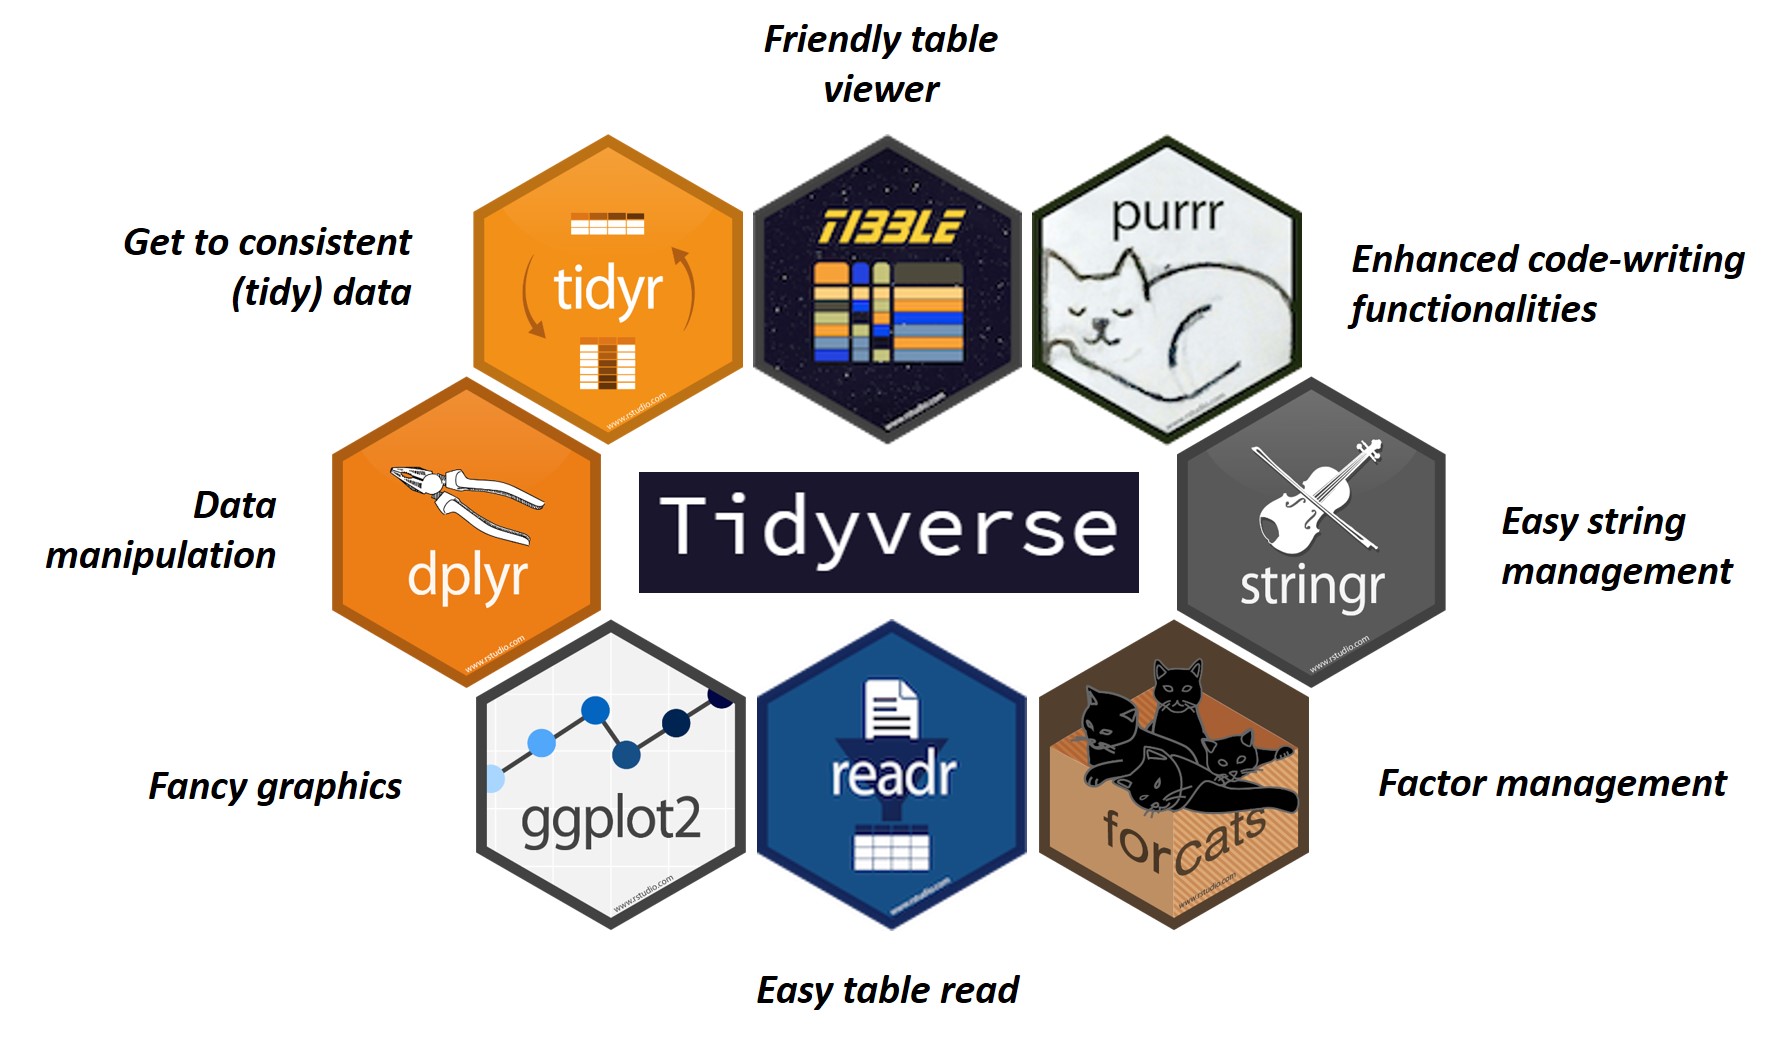 Friendly table
viewer
Get to consistent
(tidy) data
tidyr
www.rstudio.com
TIBBLE
www.rstudio.com
purrr
www.rstudio.com
Enhanced code-writing
functionalities
Data
manipulation
dplyr
www.rstudio.com
Tidyverse
stringr
www.rstudio.com
Easy string
management
Fancy graphics
ggplot2
www.rstudio.com
readr
www.rstudio.com
forcats
www.rstudio.com
Factor management
Easy table read